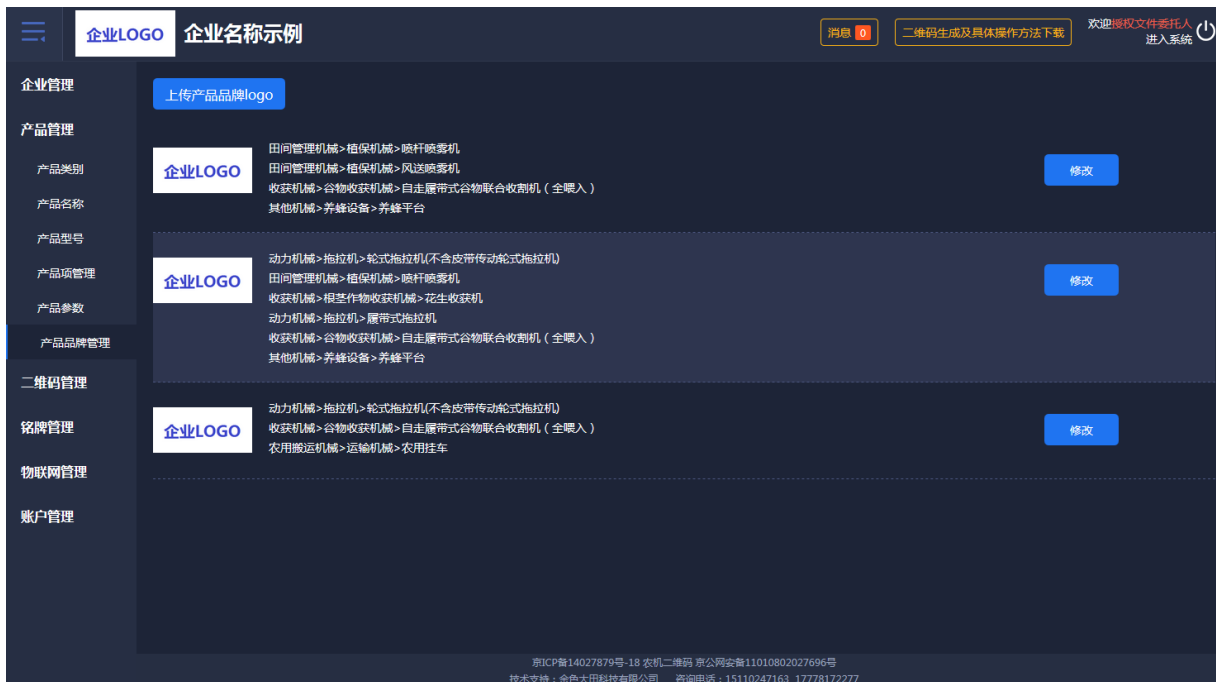 企业LOGO 企业名称示例 消息 0 二维码生成及具体操作方法下载 欢迎授权文件委托人
进入系统
企业管理
产品管理
产品类别
产品名称
产品型号
产品项管理
产品参数
产品品牌管理
二维码管理
铭牌管理
物联网管理
账户管理
上传产品品牌logo
企业LOGO
田间管理机械>植保机械>喷杆喷雾机
田间管理机械>植保机械>风送喷雾机
收获机械>谷物收获机械>自走履带式谷物联合收割机(全喂入)
其他机械>养蜂设备>养蜂平台
修改
企业LOGO
动力机械>拖拉机>轮式拖拉机(不含皮带传动轮式拖拉机)
田间管理机械>植保机械>喷杆喷雾机
收获机械>根茎作物收获机械>花生收获机
动力机械>拖拉机>履带式拖拉机
收获机械>谷物收获机械>自走履带式谷物联合收割机(全喂入)
其他机械>养蜂设备>养蜂平台
修改
企业LOGO
动力机械>拖拉机>轮式拖拉机(不含皮带传动轮式拖拉机)
收获机械>谷物收获机械>自走履带式谷物联合收割机(全喂入)
农用搬运机械>运输机械>农用挂车
修改
京ICP备14027879号-18 农机二维码 京公网安备11010802027696号
技术支持:金色大田科技有限公司 咨询电话:15110247163 17778172277